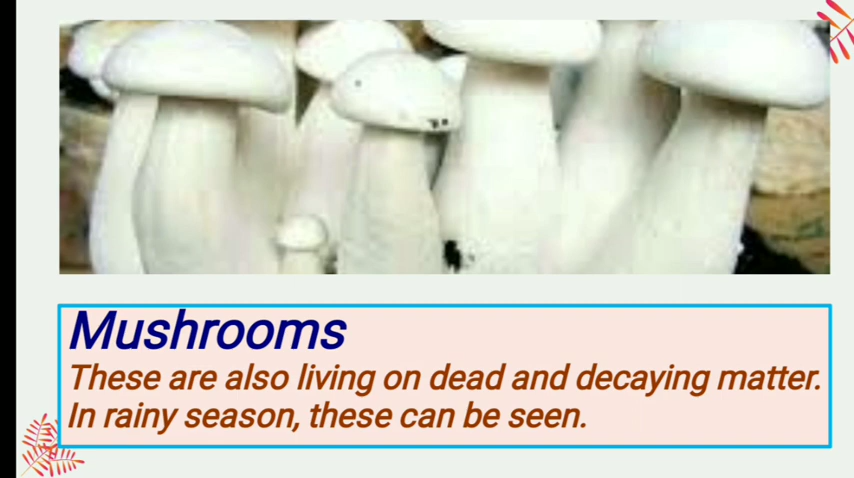 Mushrooms
These are also living on dead and decaying matter.
In rainy season, these can be seen.